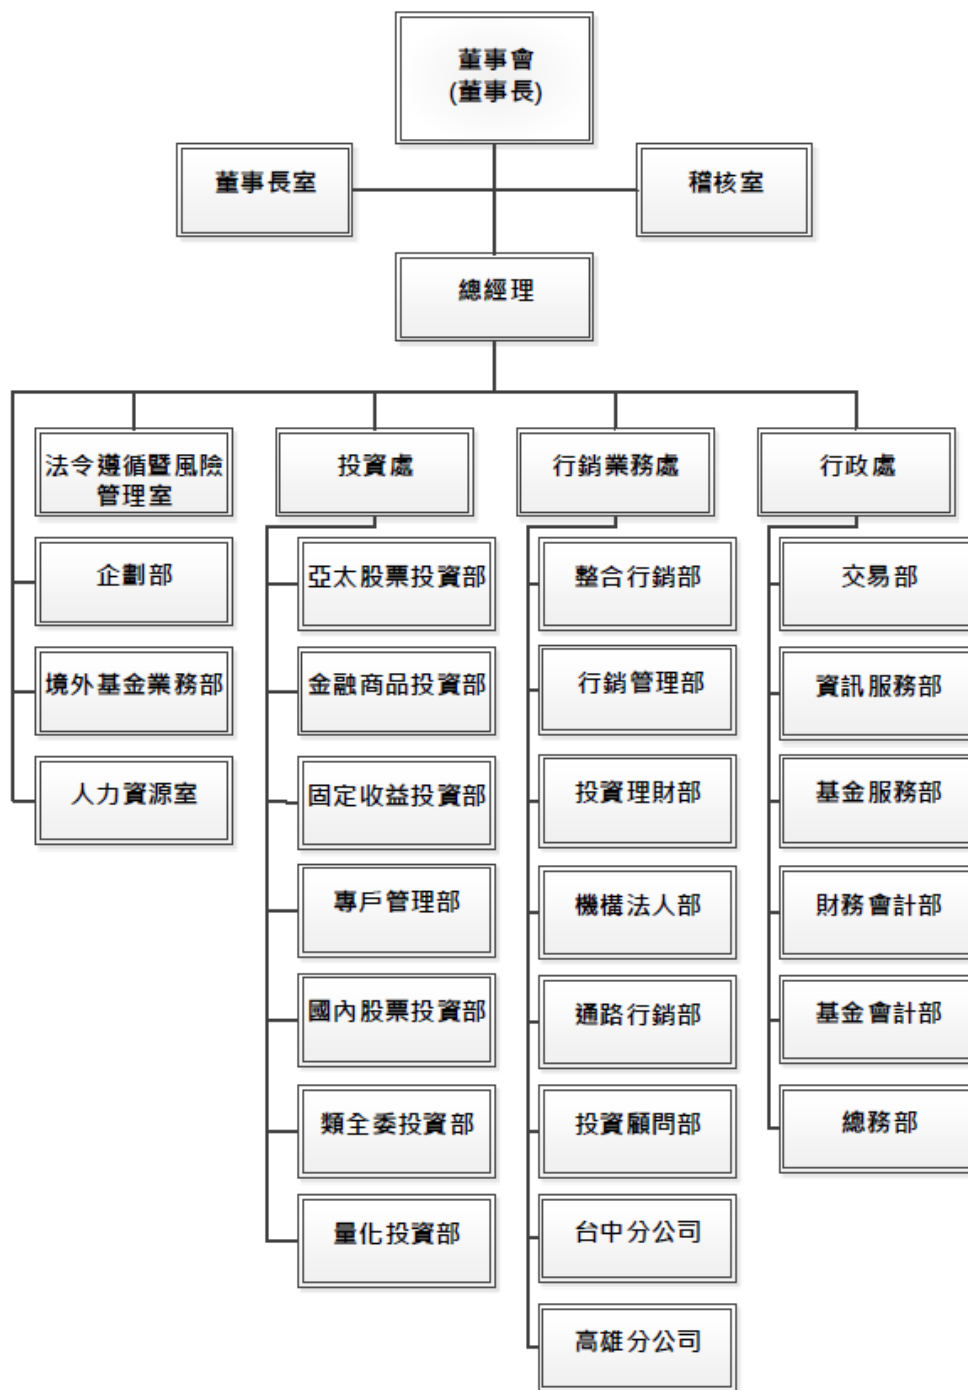 董事會
(董事長)
董事長室
稽核室
總經理
法令遵循暨風險
管理室
企劃部
境外基金業務部
人力資源室
投資處
亞太股票投資部
金融商品投資部
固定收益投資部
專戶管理部
國內股票投資部
類全委投資部
量化投資部
行銷業務處
整合行銷部
行銷管理部
投資理財部
機構法人部
通路行銷部
投資顧問部
台中分公司
高雄分公司
行政處
交易部
資訊服務部
基金服務部
財務會計部
基金會計部
總務部